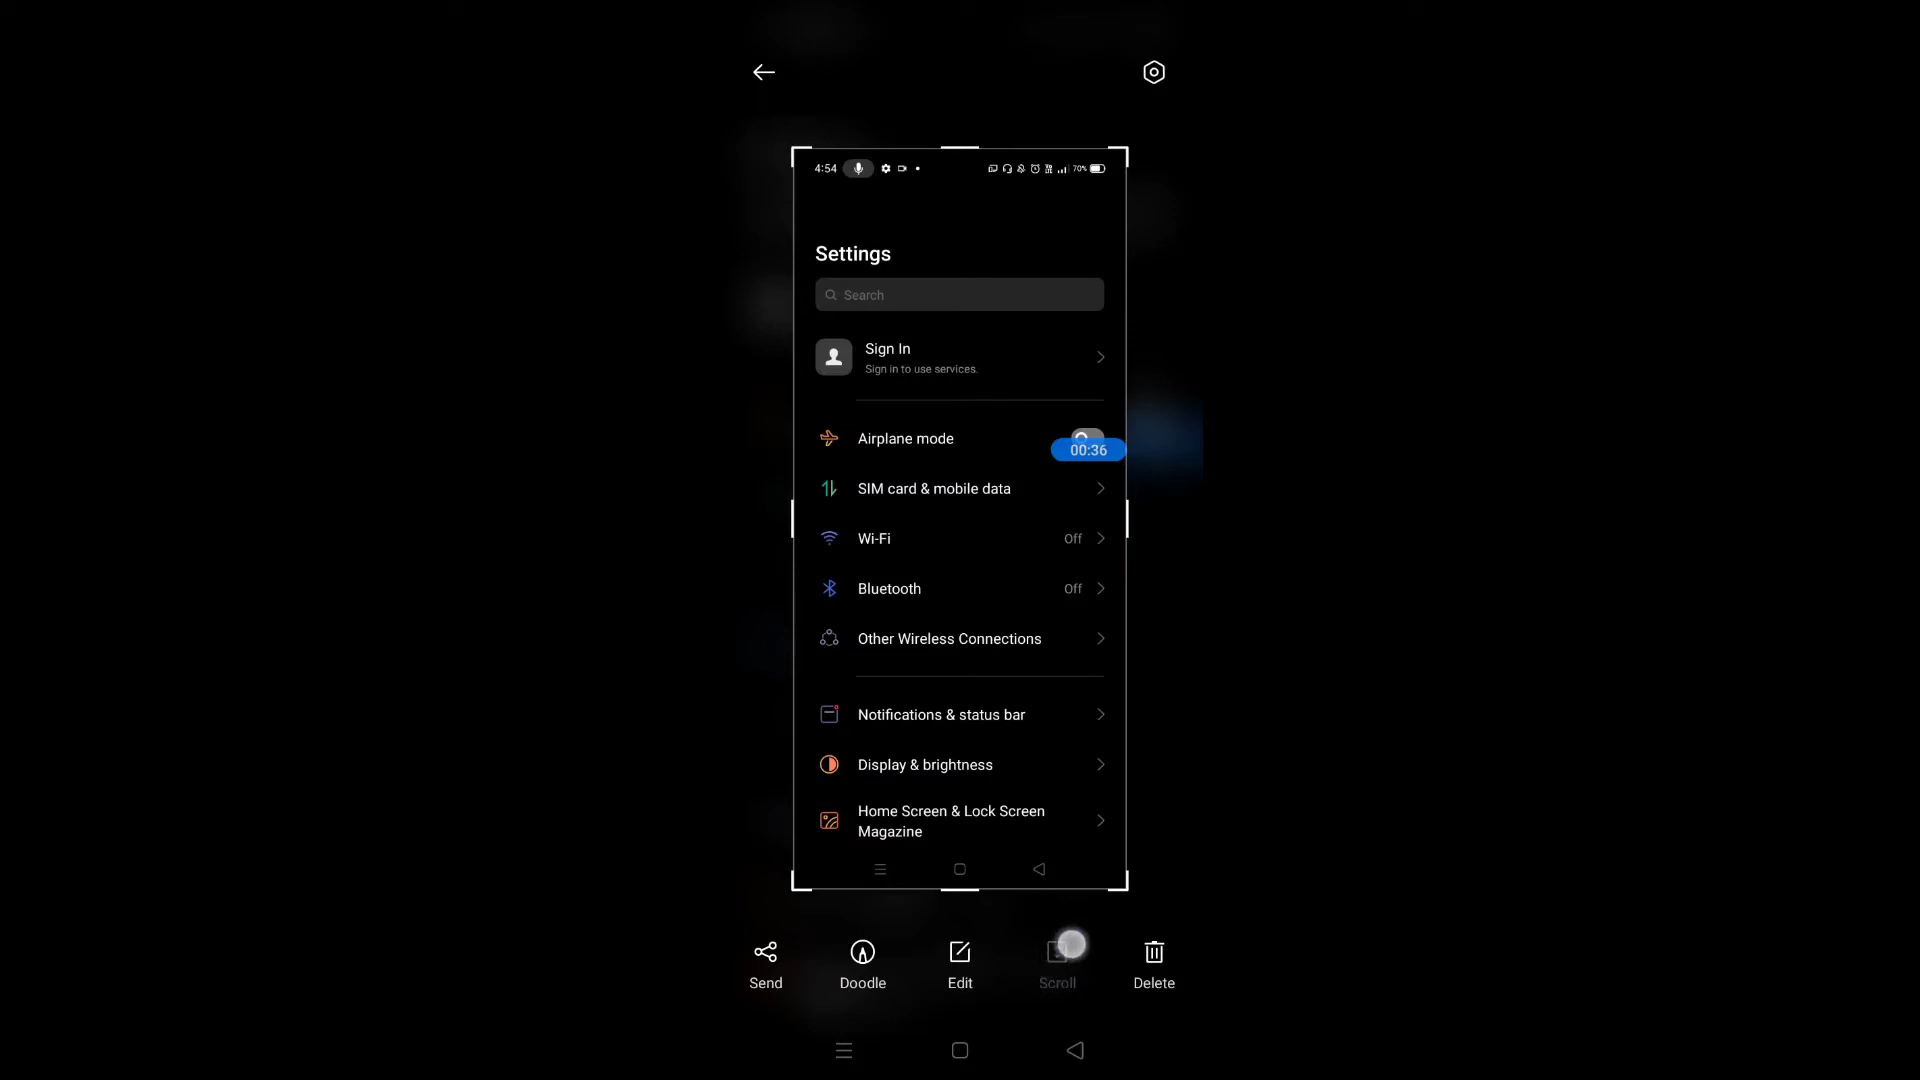 4:54
70%
Settings
Search
Sign In
Sign in to use services.
Airplane mode
00:36
SIM card & mobile data
Wi-Fi Off
Bluetooth Off
Other Wireless Connections
Notifications & status bar
Display & brightness
Home Screen & Lock Screen
Magazine
Send Doodle Edit Scroll Delete